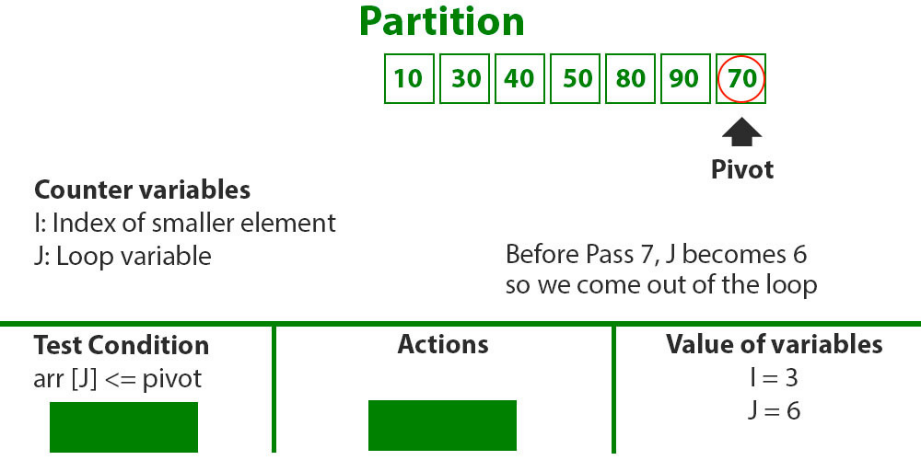 Partition
10 30 40 50 80 90 70
Pivot
Counter variables
I: Index of smaller element
J: Loop variable
Before Pass 7, J becomes 6
so we come out of the loop
Test Condition
arr [J] <= pivot
Actions
Value of variables
I = 3
J = 6